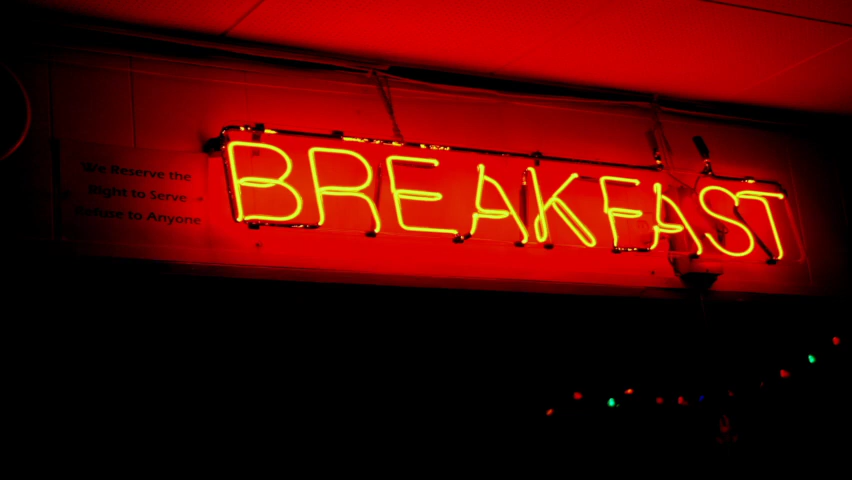 We Reserve the
Right to Serve
Refuse to Anyone
BREAKFAST